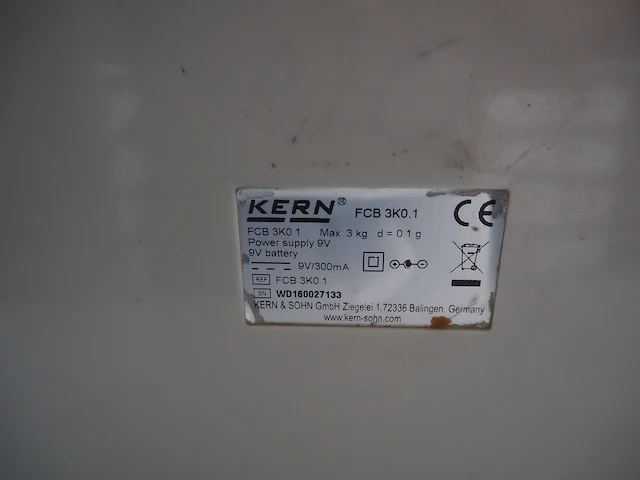 KERN® FCB 3K0.1 CE
FCB 3K0.1 Max 3 kg d = 0.1 g
Power supply 9V
9V battery
9V/300mA
REF FCB 3K0.1
SN WD160027133
KERN & SOHN GmbH Ziegelei 1,72336 Balingen, Germany
www.kern-sohn.com